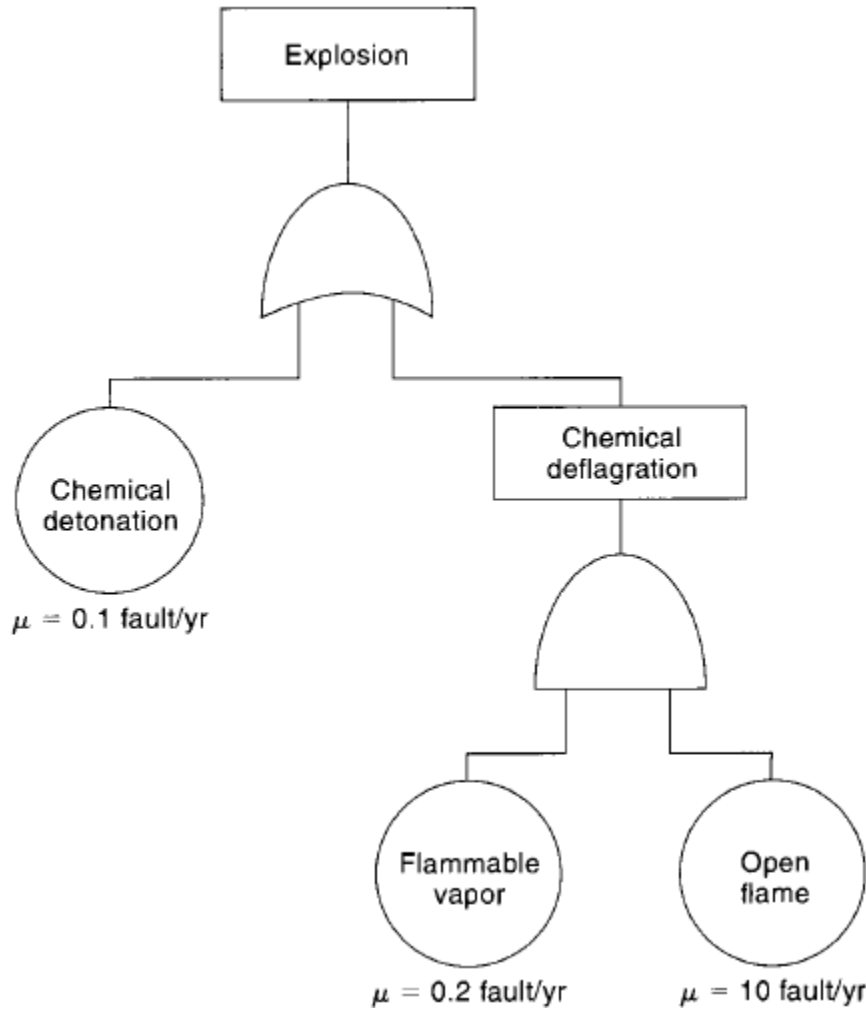 Explosion
Chemical
deflagration
Chemical
detonation
μ = 0.1 fault/yr
Flammable
vapor
Open
flame
μ = 0.2 fault/yr
μ = 10 fault/yr